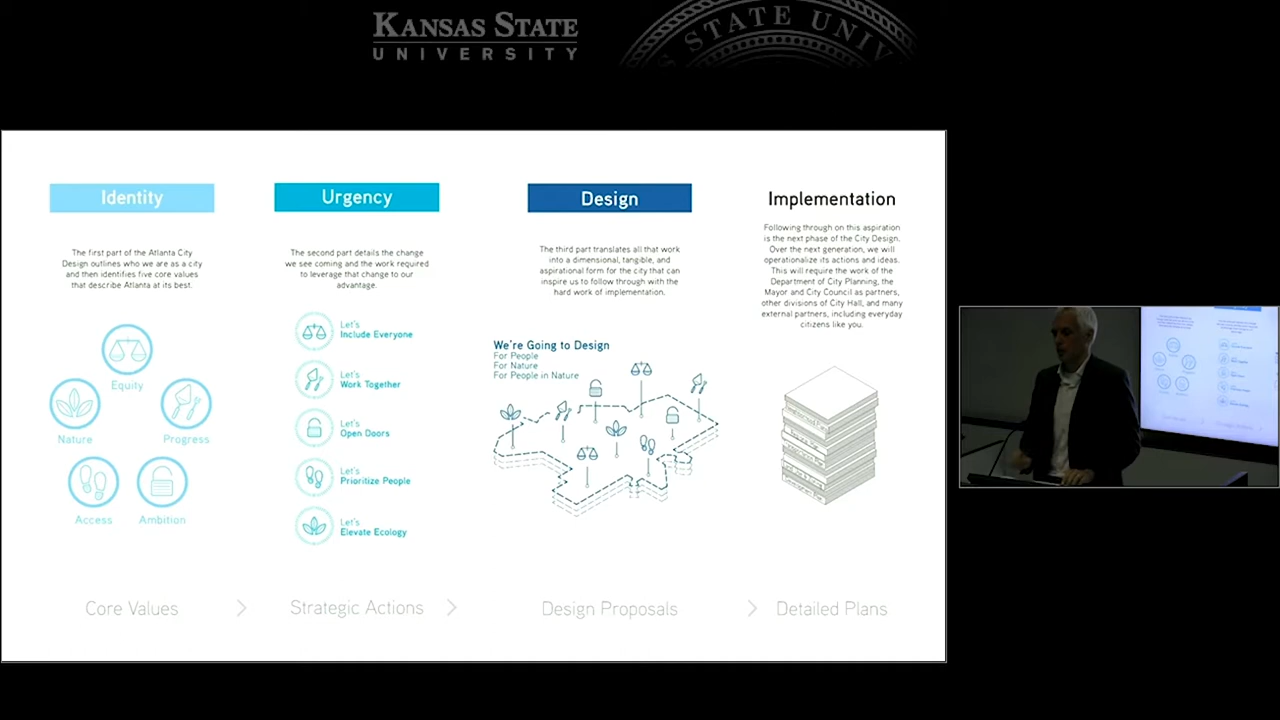 KANSAS STATE
UNIVERSITY
STATE UNIV
Identity
The first part of the Atlanta City
Design outlines who we are as a city
and then identifies five core values
that describe Atlanta at its best.
Equity
Nature
Progress
Access
Ambition
Core Values
Urgency
The second part details the change
we see coming and the work required
to leverage that change to our
advantage.
Let's
Include Everyone
Let's
Work Together
Let's
Open Doors
Let's
Prioritize People
Let's
Elevate Ecology
Strategic Actions
Design
The third part translates all that work
into a dimensional, tangible, and
aspirational form for the city that can
inspire us to follow through with the
hard work of implementation.
We're Going to Design
For People
For Nature
For People in Nature
Design Proposals
Implementation
Following through on this aspiration
is the next phase of the City Design.
Over the next generation, we will
operationalize its actions and ideas.
This will require the work of the
Department of City Planning, the
Mayor and City Council as partners,
other divisions of City Hall, and many
external partners, including everyday
citizens like you.
Detailed Plans